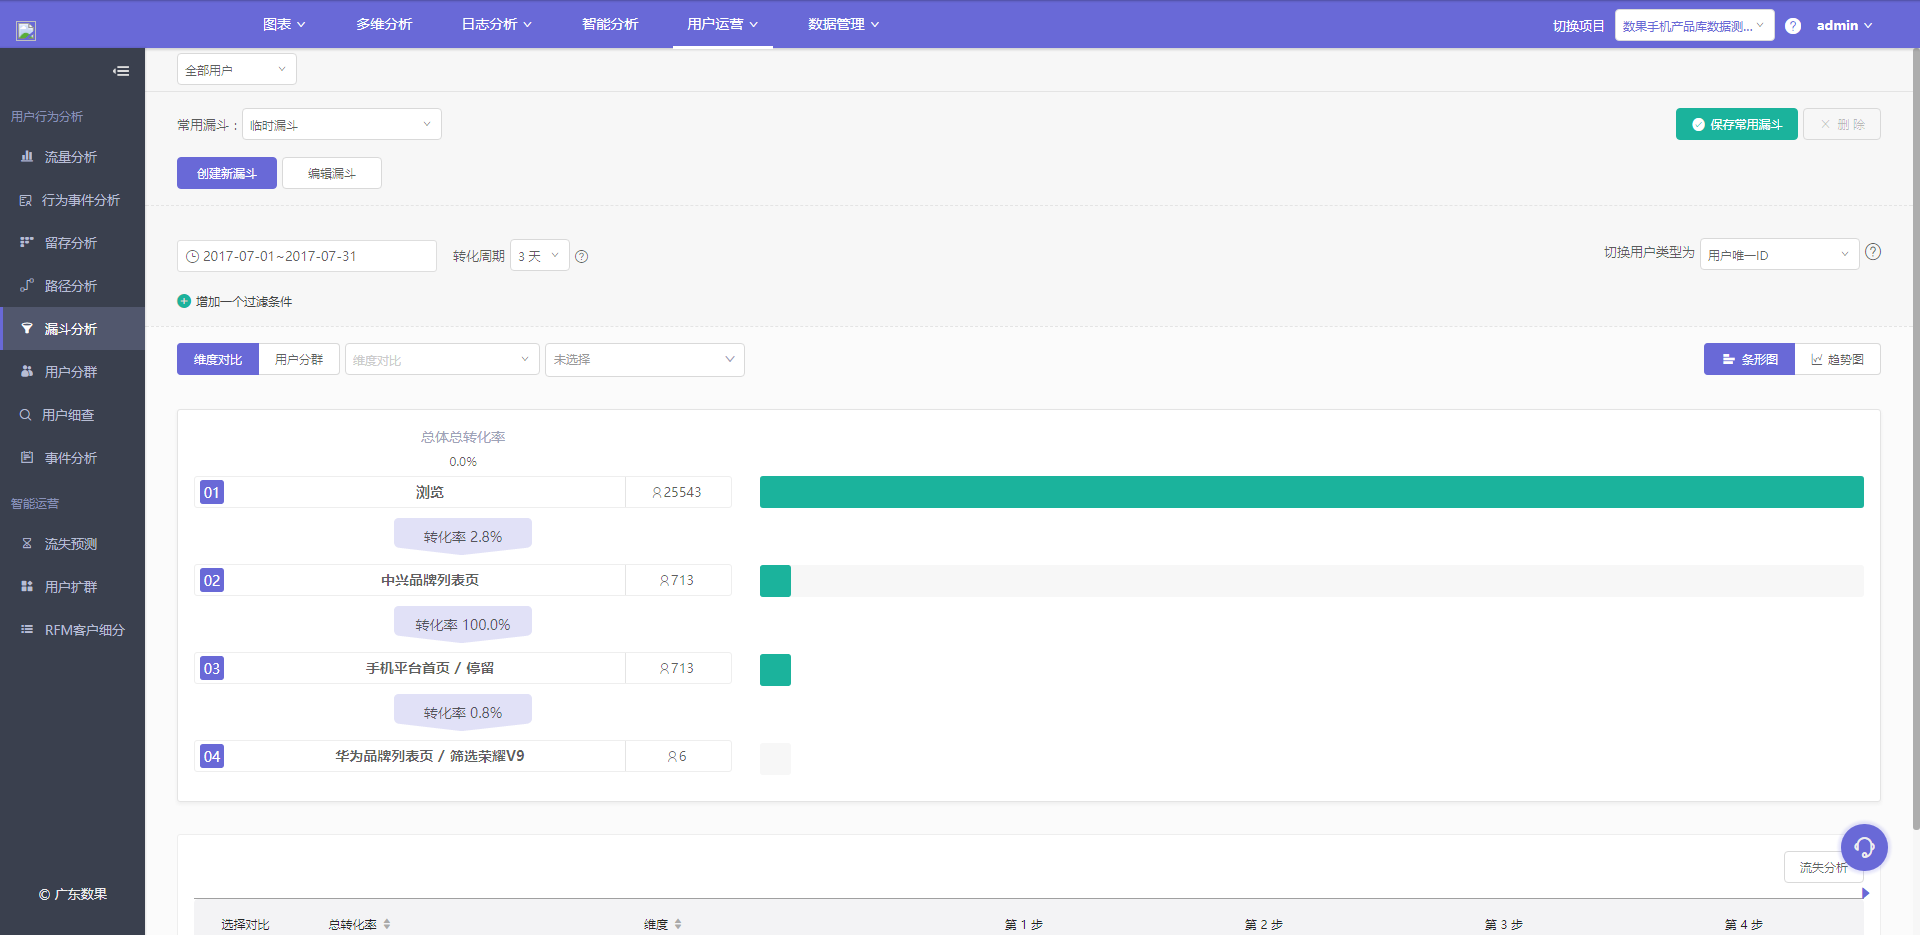 图表
多维分析
日志分析
智能分析
用户运营
数据管理
切换项目
数果手机产品库数据测...
?
admin
全部用户
用户行为分析
流量分析
行为事件分析
留存分析
路径分析
漏斗分析
用户分群
用户细查
事件分析
智能运营
流失预测
用户扩群
RFM客户细分
© 广东数果
常用漏斗：
临时漏斗
保存常用漏斗
删 除
创建新漏斗
编辑漏斗
2017-07-01~2017-07-31
转化周期
3 天
?
切换用户类型为
用户唯一ID
?
增加一个过滤条件
维度对比
用户分群
维度对比
未选择
条形图
趋势图
总体总转化率
0.0%
01
浏览
25543
转化率 2.8%
02
中兴品牌列表页
713
转化率 100.0%
03
手机平台首页 / 停留
713
转化率 0.8%
04
华为品牌列表页 / 筛选荣耀V9
6
流失分析
选择对比
总转化率
维度
第 1 步
第 2 步
第 3 步
第 4 步